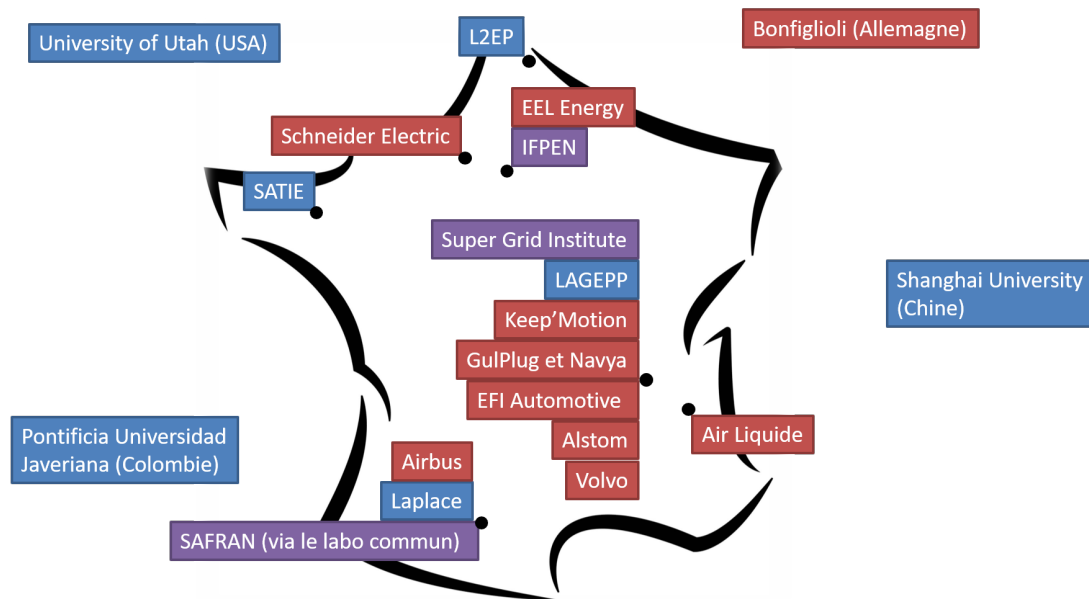 University of Utah (USA)
L2EP
Bonfiglioli (Allemagne)
EEL Energy
Schneider Electric
IFPEN
SATIE
Super Grid Institute
LAGEPP
Shanghai University
(Chine)
Keep'Motion
GulPlug et Navya
EFI Automotive
Pontificia Universidad
Javeriana (Colombie)
Alstom
Air Liquide
Airbus
Volvo
Laplace
SAFRAN (via le labo commun)